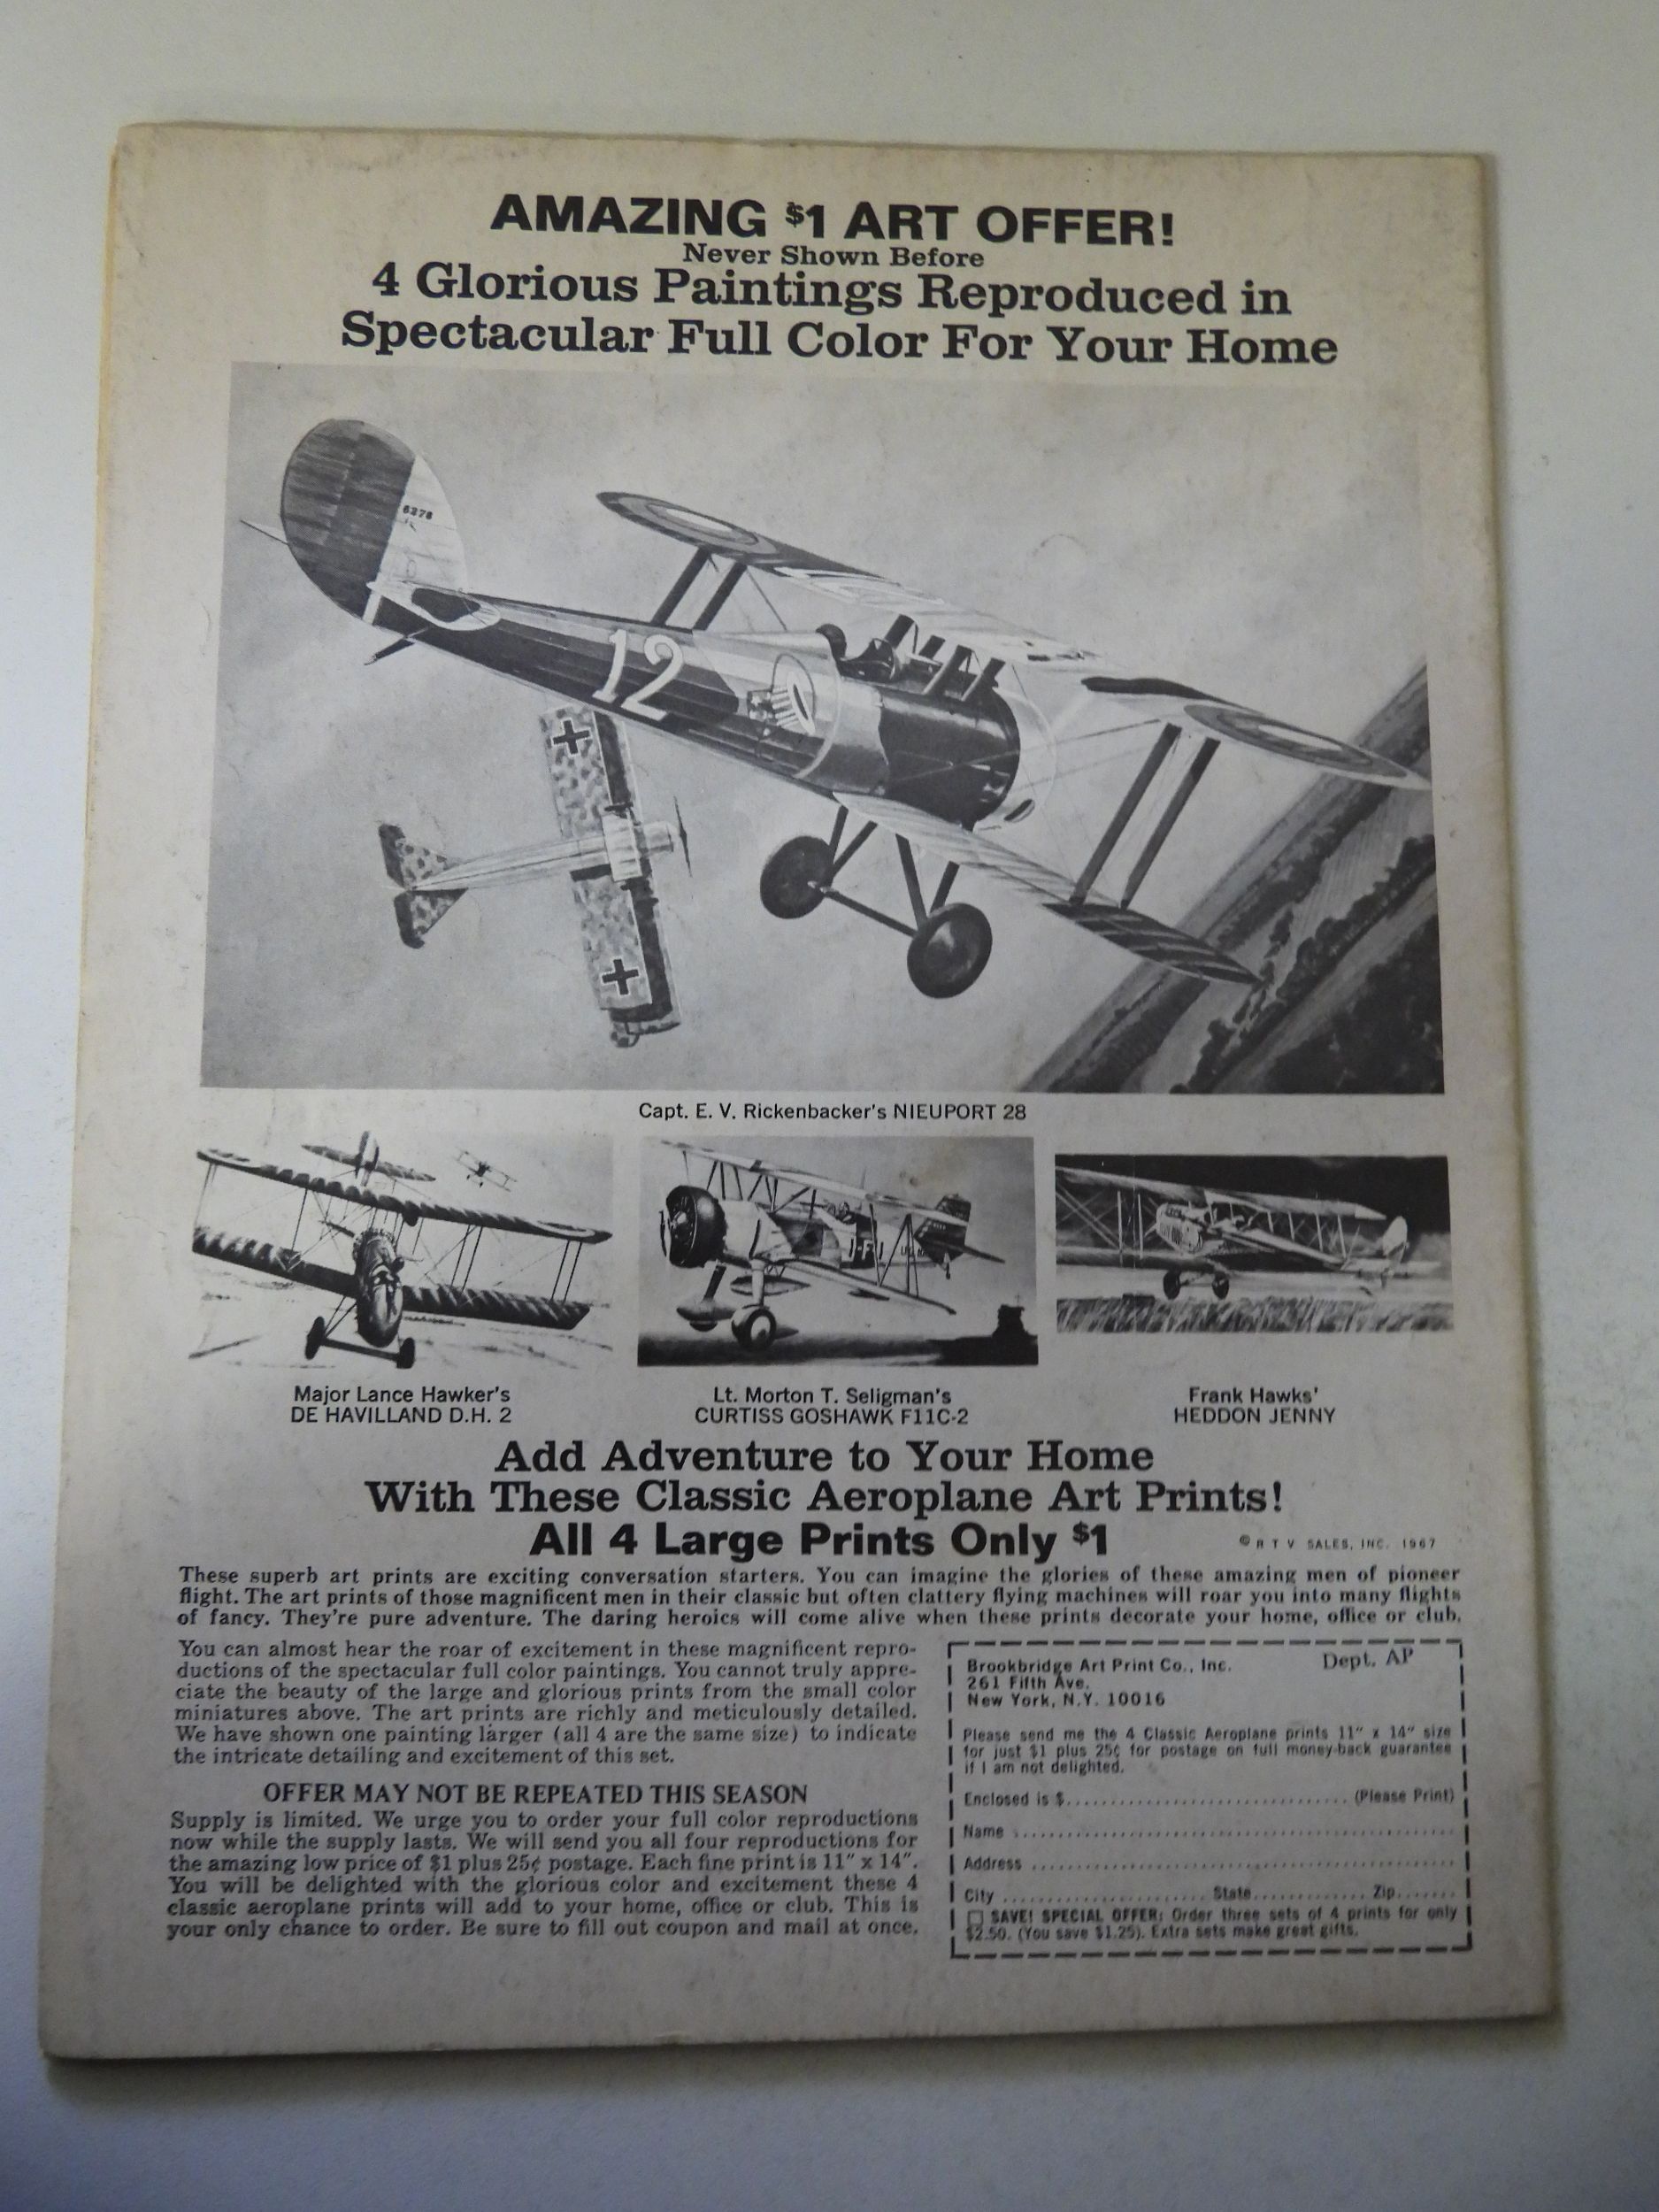 AMAZING $1 ART OFFER!
Never Shown Before
4 Glorious Paintings Reproduced in
Spectacular Full Color For Your Home
6276
12
Capt. E. V. Rickenbacker's NIEUPORT 28
Major Lance Hawker's
DE HAVILLAND D.H. 2
Lt. Morton T. Seligman's
CURTISS GOSHAWK F11C-2
Frank Hawks'
HEDDON JENNY
Add Adventure to Your Home
With These Classic Aeroplane Art Prints!
All 4 Large Prints Only $1
© R T V SALES, INC. 1967
These superb art prints are exciting conversation starters. You can imagine the glories of these amazing men of pioneer
flight. The art prints of those magnificent men in their classic but often clattery flying machines will roar you into many flights
of fancy. They're pure adventure. The daring heroics will come alive when these prints decorate your home, office or club.
You can almost hear the roar of excitement in these magnificent repro-
ductions of the spectacular full color paintings. You cannot truly appre-
ciate the beauty of the large and glorious prints from the small color
miniatures above. The art prints are richly and meticulously detailed.
We have shown one painting larger (all 4 are the same size) to indicate
the intricate detailing and excitement of this set.
OFFER MAY NOT BE REPEATED THIS SEASON
Supply is limited. We urge you to order your full color reproductions
now while the supply lasts. We will send you all four reproductions for
the amazing low price of $1 plus 25¢ postage. Each fine print is 11" x 14".
You will be delighted with the glorious color and excitement these 4
classic aeroplane prints will add to your home, office or club. This is
your only chance to order. Be sure to fill out coupon and mail at once.
Brookbridge Art Print Co., Inc. Dept. AP
261 Fifth Ave.
New York, N.Y. 10016
Please send me the 4 Classic Aeroplane prints 11" x 14" size
for just $1 plus 25¢ for postage on full money-back guarantee
if I am not delighted.
Enclosed is $.................................. (Please Print)
Name ......................................................
Address ...................................................
City ........................ State............. Zip.......
SAVE! SPECIAL OFFER: Order three sets of 4 prints for only
$2.50. (You save $1.25). Extra sets make great gifts.